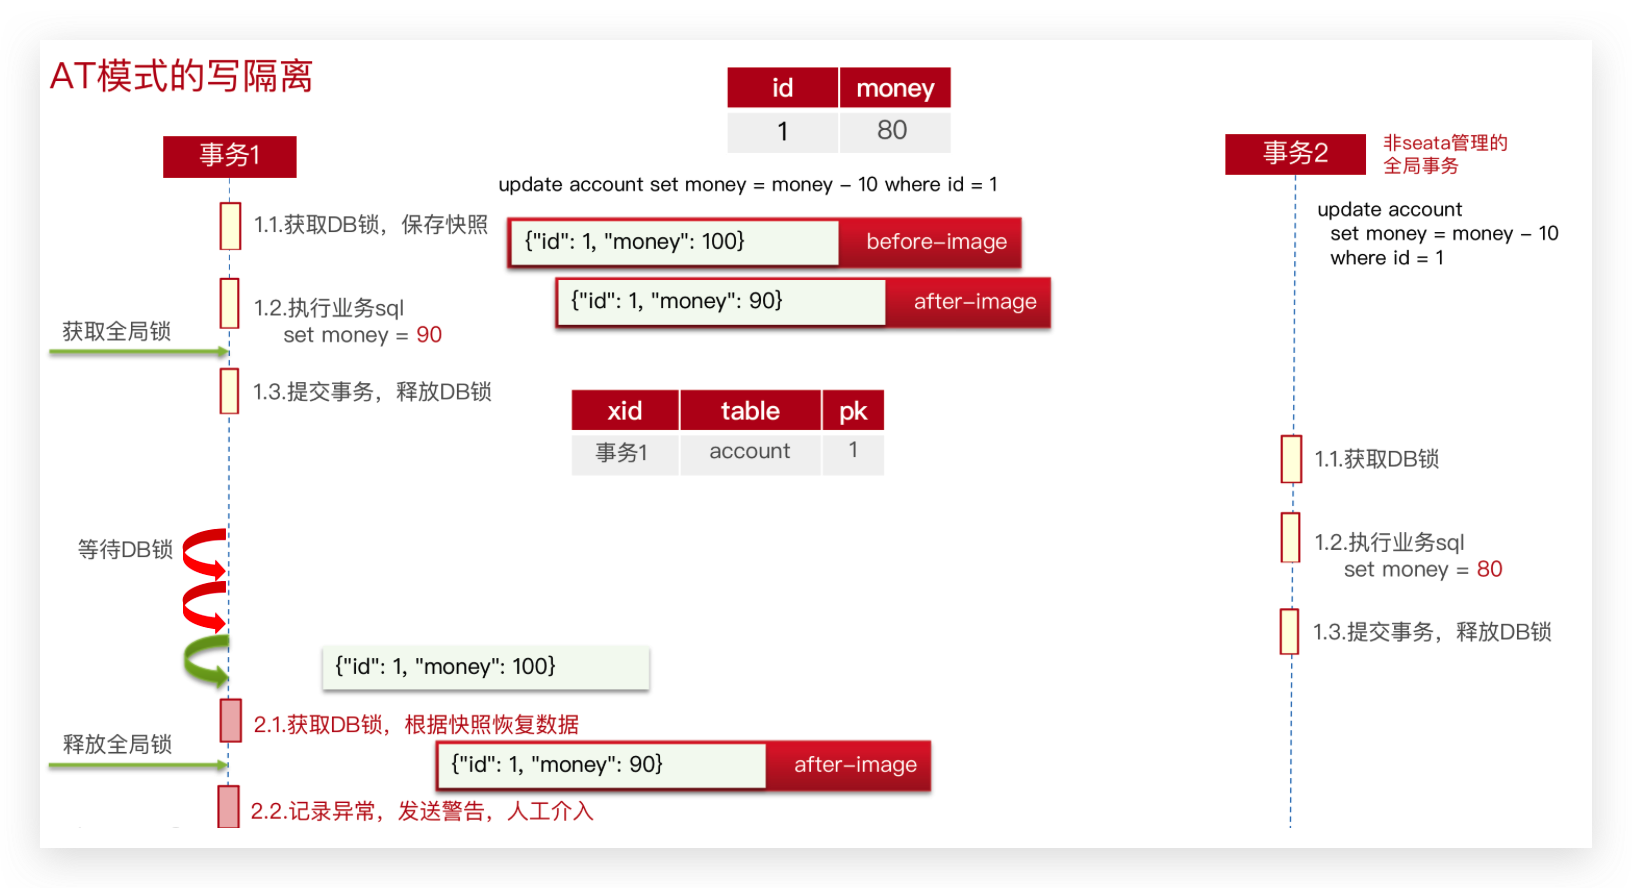 AT模式的写隔离
id money
1 80
事务1
事务2
非seata管理的
全局事务
update account set money = money - 10 where id = 1
update account
set money = money - 10
where id = 1
1.1.获取DB锁，保存快照
{"id": 1, "money": 100} before-image
{"id": 1, "money": 90} after-image
1.2.执行业务sql
set money = 90
获取全局锁
1.3.提交事务，释放DB锁
xid table pk
事务1 account 1
1.1.获取DB锁
等待DB锁
1.2.执行业务sql
set money = 80
1.3.提交事务，释放DB锁
{"id": 1, "money": 100}
2.1.获取DB锁，根据快照恢复数据
释放全局锁
{"id": 1, "money": 90} after-image
2.2.记录异常，发送警告，人工介入